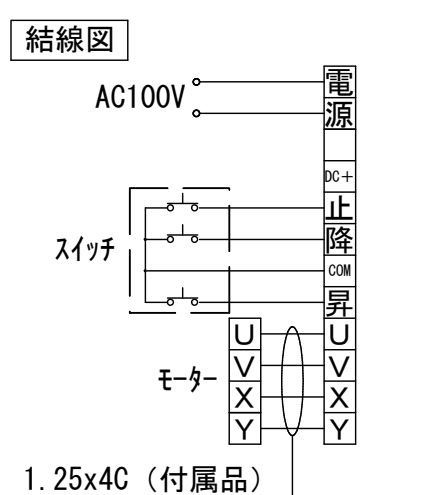 結線図
AC100V
電
源
DC+
止
降
COM
昇
スイッチ
U U
V V
X X
Y Y
モーター
1.25x4C (付属品)